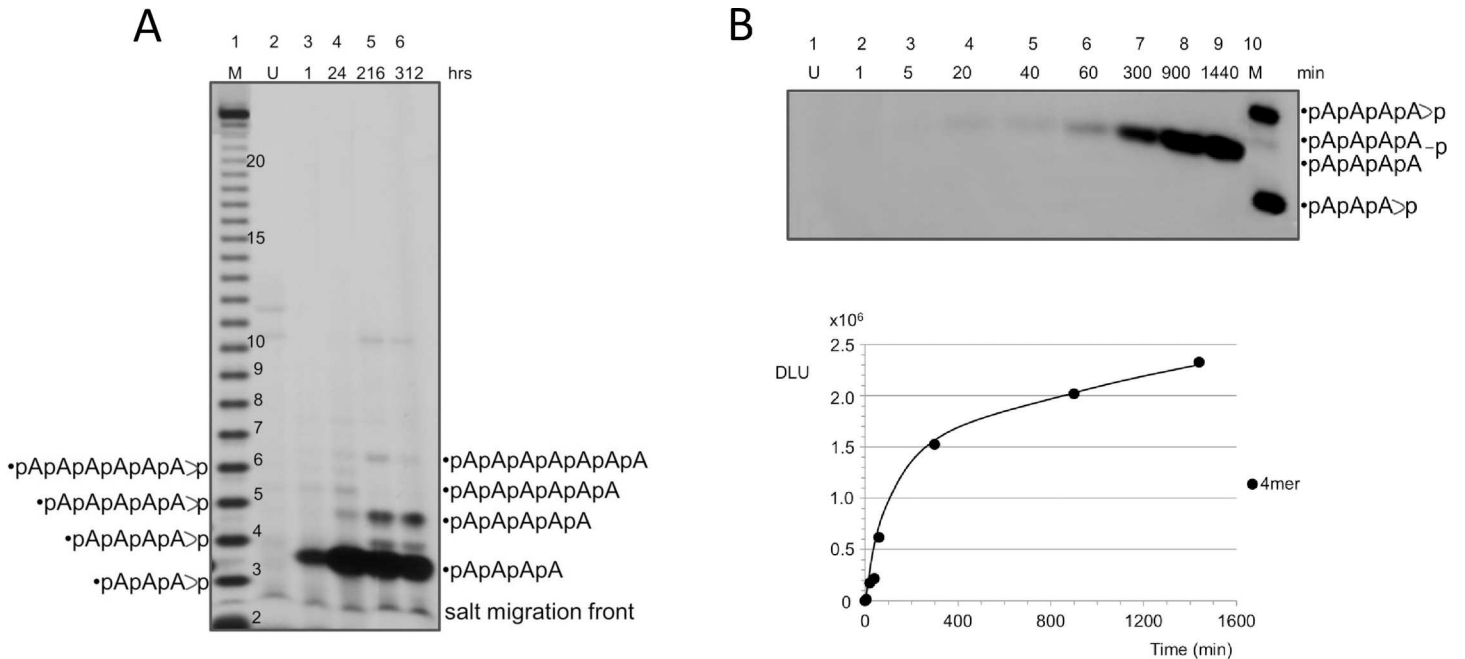 A
1 2 3 4 5 6
M U 1 24 216 312 hrs
20
15
10
9
8
7
6
5
4
3
2
•pApApApApApA>p
•pApApApApA>p
•pApApApA>p
•pApApA>p
•pApApApApApApA
•pApApApApApA
•pApApApApA
•pApApApA
salt migration front
B
1 2 3 4 5 6 7 8 9 10
U 1 5 20 40 60 300 900 1440 M min
•pApApApA>p
•pApApApA–p
•pApApApA
•pApApA>p
x10⁶
DLU
2.5
2.0
1.5
1.0
0.5
0
0 400 800 1200 1600
Time (min)
●4mer